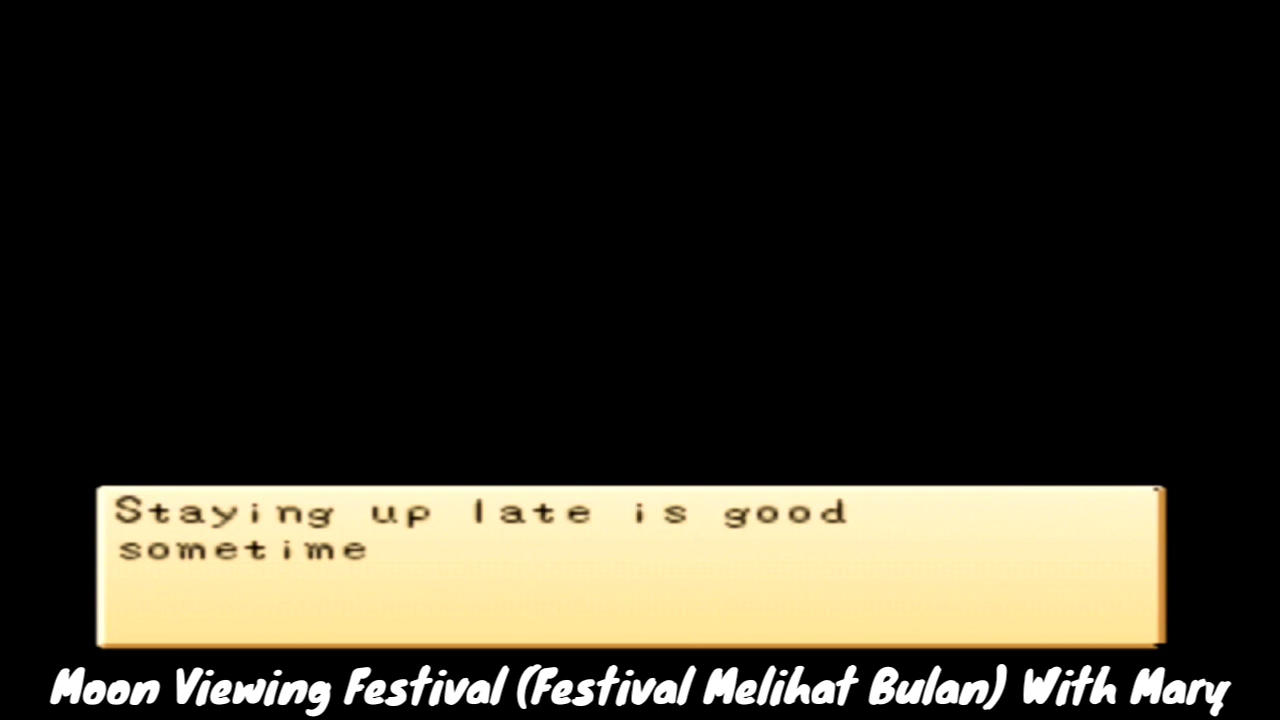 Staying up late is good
sometime
Moon Viewing Festival (Festival Melihat Bulan) With Mary